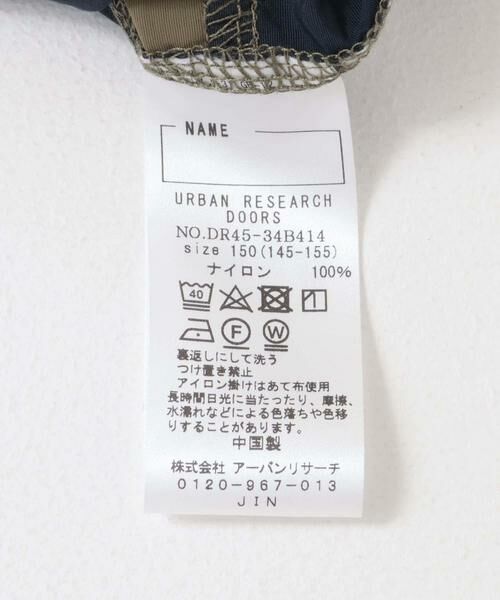 NAME
URBAN RESEARCH
DOORS
NO.DR45-34B414
size 150(145-155)
ナイロン 100%
40
F W
裏返しにして洗う
つけ置き禁止
アイロン掛けはあて布使用
長時間日光に当たったり、摩擦、
水濡れなどによる色落ちや色移
りすることがあります。
中国製
株式会社 アーバンリサーチ
0120-967-013
JIN